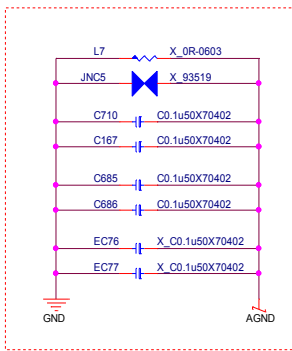 L7 X_0R-0603
JNC5 X_93519
C710 C0.1u50X70402
C167 C0.1u50X70402
C685 C0.1u50X70402
C686 C0.1u50X70402
EC76 X_C0.1u50X70402
EC77 X_C0.1u50X70402
GND AGND